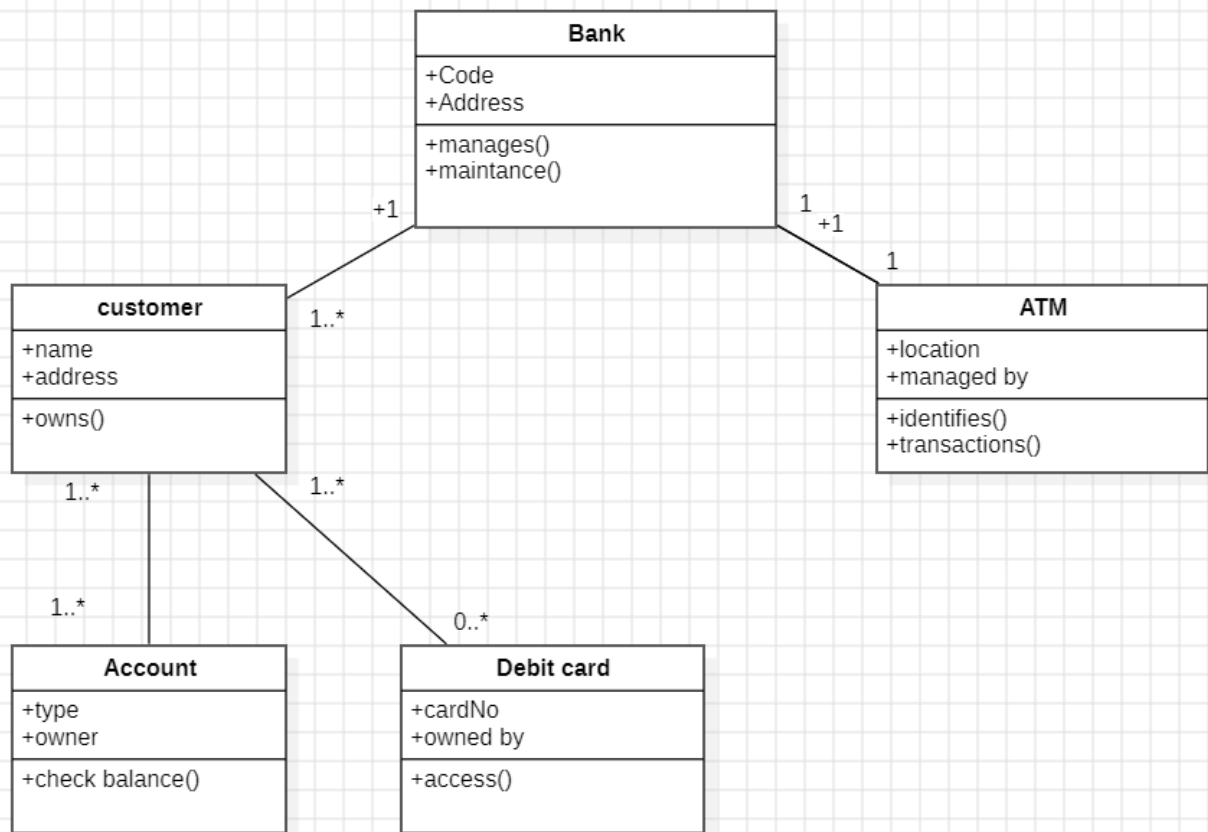 Bank
+Code
+Address
+manages()
+maintance()
+1
1
+1
1
customer
+name
+address
+owns()
1..*
ATM
+location
+managed by
+identifies()
+transactions()
1..*
1..*
1..*
0..*
Account
+type
+owner
+check balance()
Debit card
+cardNo
+owned by
+access()